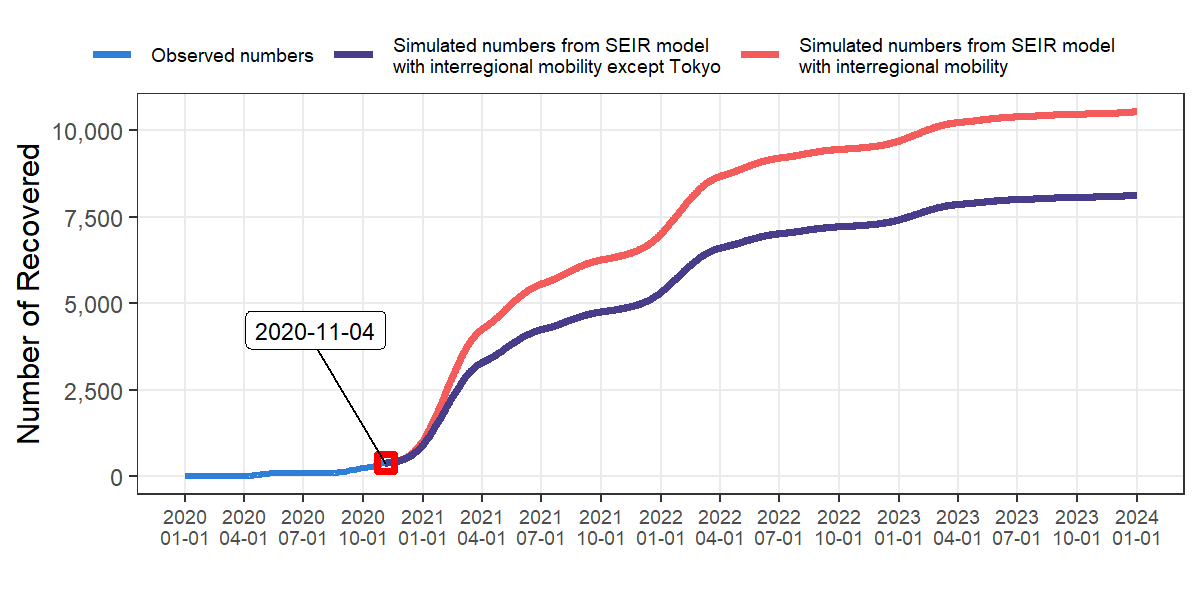 Observed numbers
Simulated numbers from SEIR model
with interregional mobility except Tokyo
Simulated numbers from SEIR model
with interregional mobility
Number of Recovered
10,000
7,500
5,000
2,500
0
2020-11-04
2020 2020 2020 2020 2021 2021 2021 2021 2022 2022 2022 2022 2023 2023 2023 2023 2024
01-01 04-01 07-01 10-01 01-01 04-01 07-01 10-01 01-01 04-01 07-01 10-01 01-01 04-01 07-01 10-01 01-01